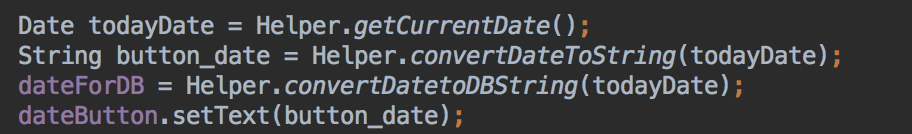 Date todayDate = Helper.getCurrentDate();
String button_date = Helper.convertDateToString(todayDate);
dateForDB = Helper.convertDatetoDBString(todayDate);
dateButton.setText(button_date);